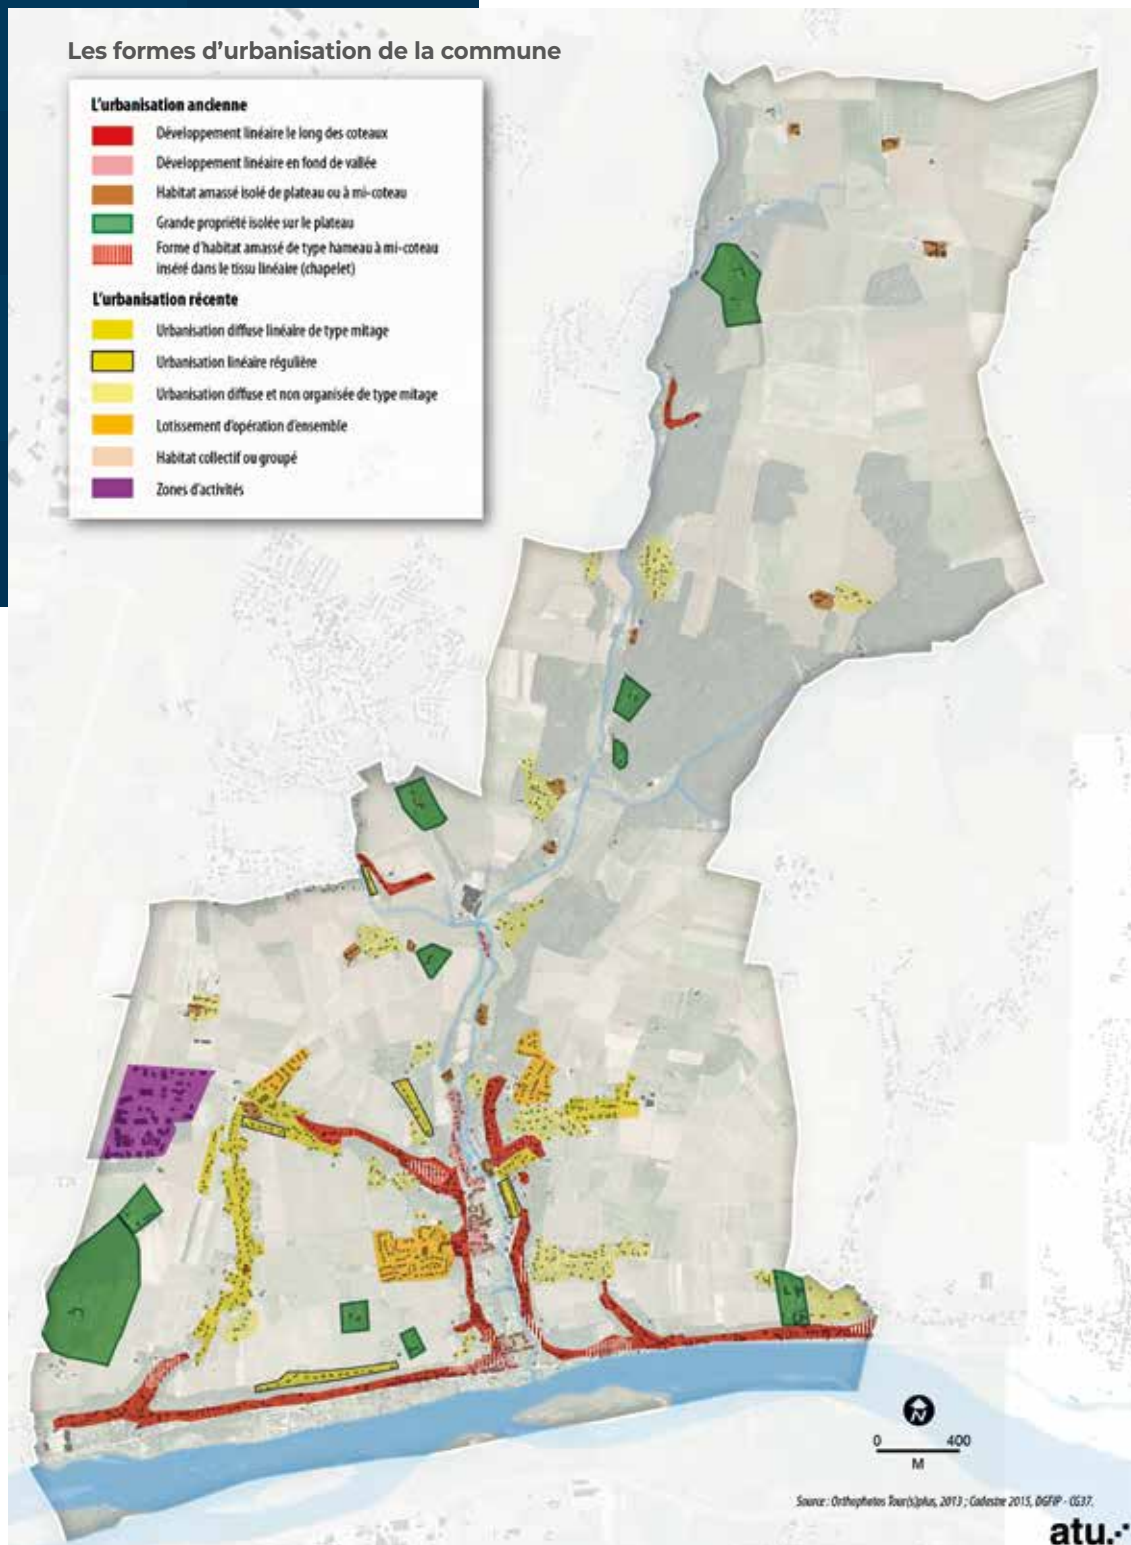 Les formes d’urbanisation de la commune
L’urbanisation ancienne
Développement linéaire le long des coteaux
Développement linéaire en fond de vallée
Habitat amassé isolé de plateau ou à mi-coteau
Grande propriété isolée sur le plateau
Forme d’habitat amassé de type hameau à mi-coteau
inséré dans le tissu linéaire (chapelet)
L’urbanisation récente
Urbanisation diffuse linéaire de type mitage
Urbanisation linéaire régulière
Urbanisation diffuse et non organisée de type mitage
Lotissement d’opération d’ensemble
Habitat collectif ou groupé
Zones d’activités
N
0 400
M
Source : Orthophotos Tour(s)plus, 2013 ; Cadastre 2015, DGFIP - CG37.
atu.